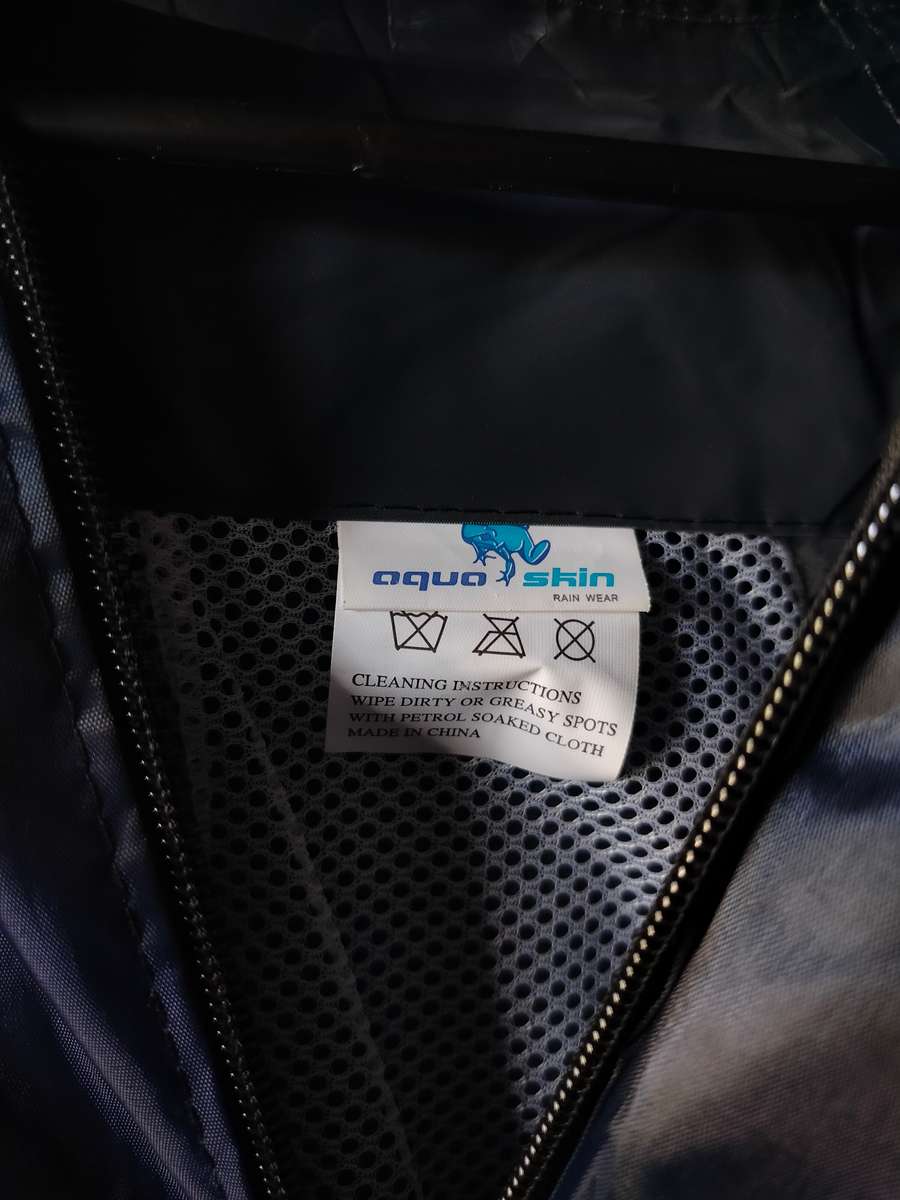 aqua skin
RAIN WEAR
CLEANING INSTRUCTIONS
WIPE DIRTY OR GREASY SPOTS
WITH PETROL SOAKED CLOTH
MADE IN CHINA